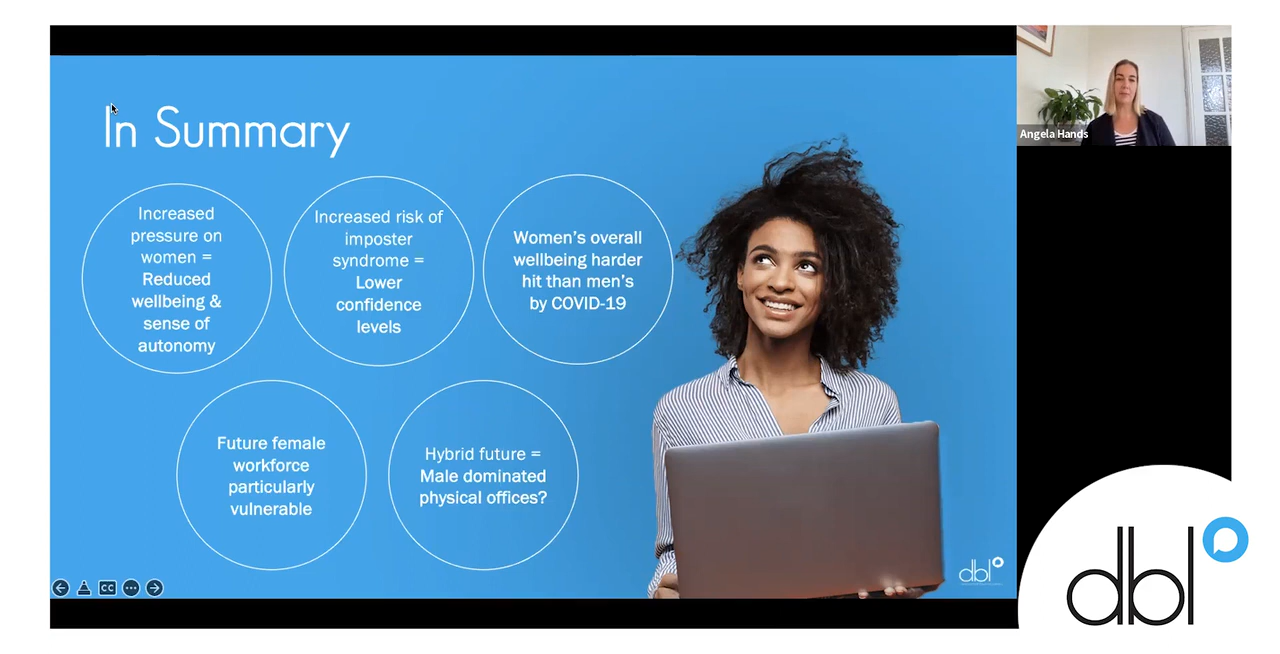 In Summary
Increased
pressure on
women =
Reduced
wellbeing &
sense of
autonomy
Increased risk of
imposter
syndrome =
Lower
confidence
levels
Women's overall
wellbeing harder
hit than men's
by COVID-19
Future female
workforce
particularly
vulnerable
Hybrid future =
Male dominated
physical offices?
CC
dbl
Angela Hands
dbl